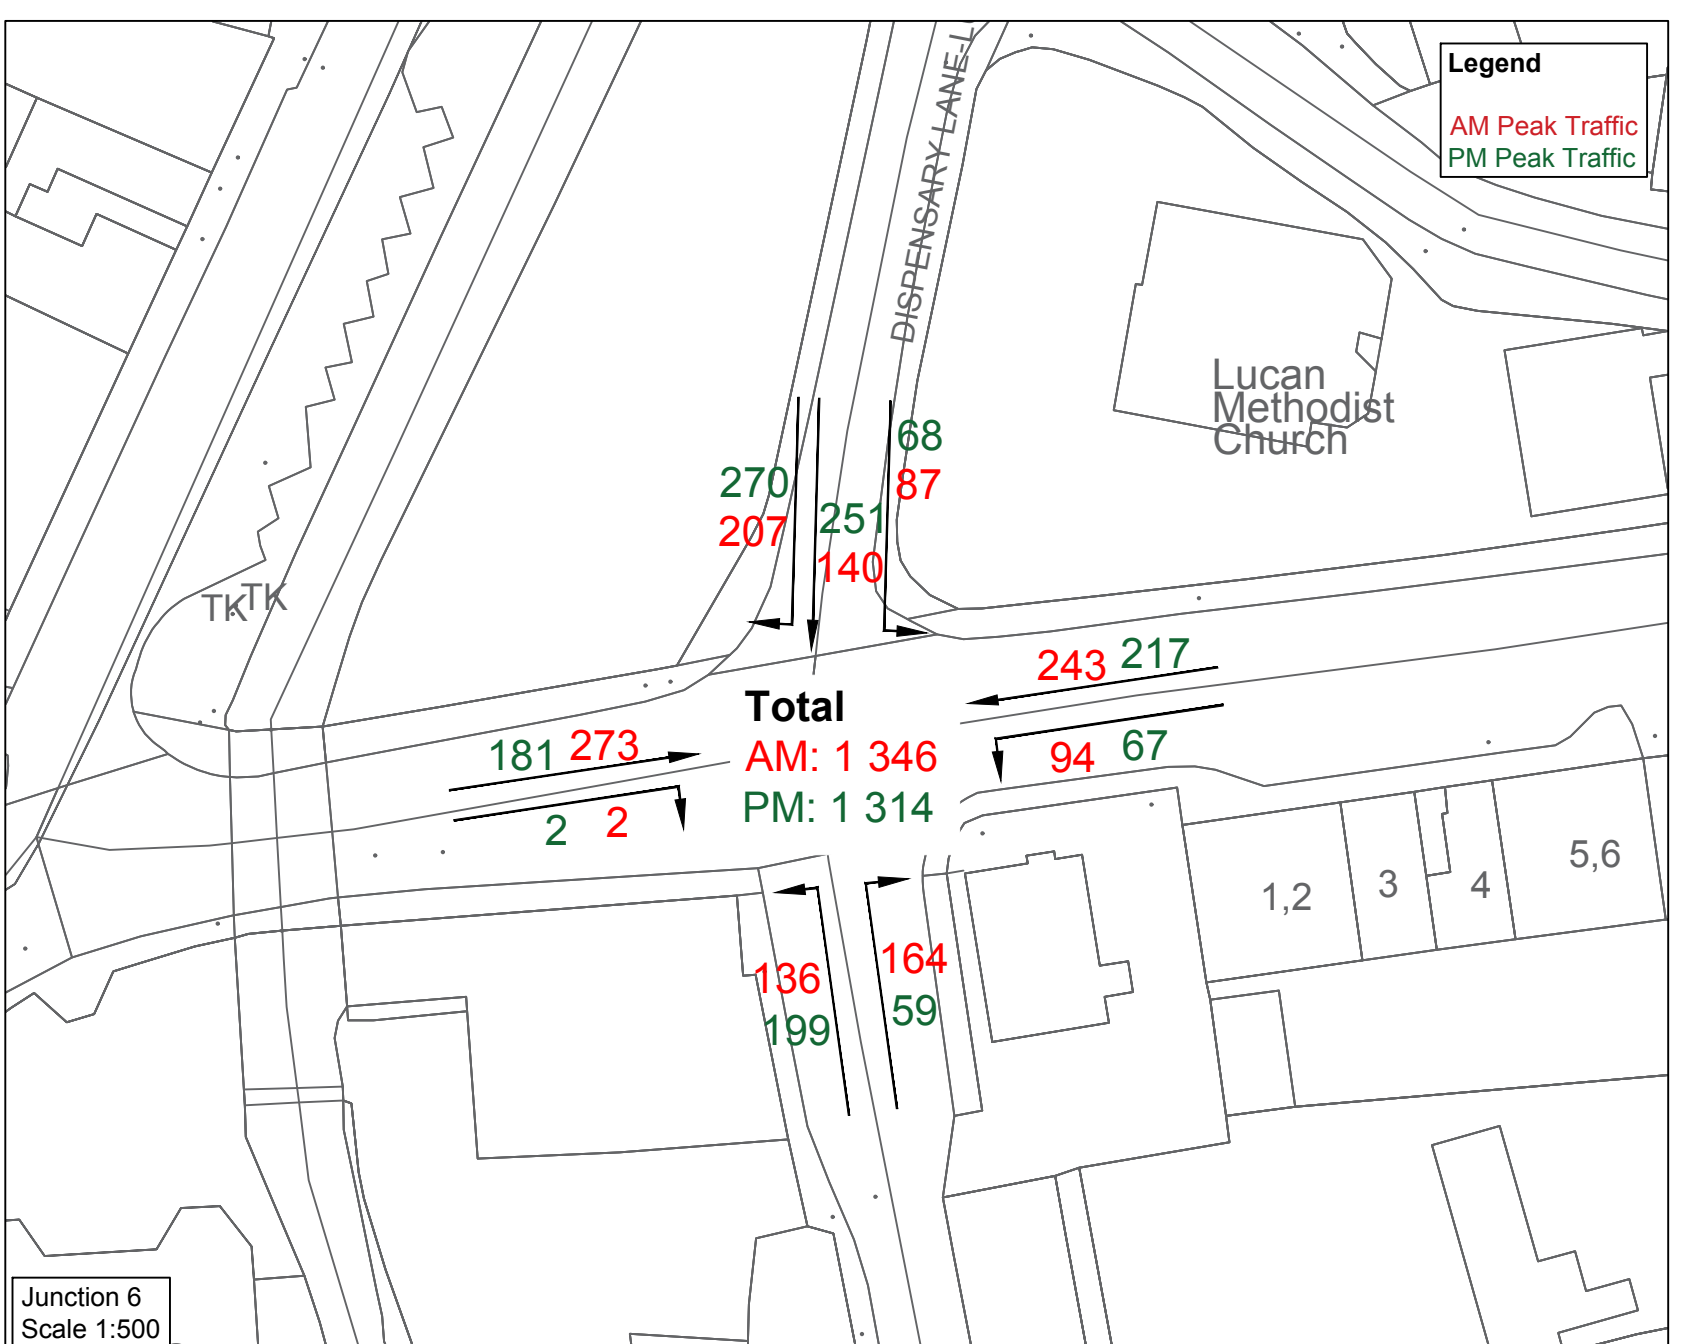 DISPENSARY LANE-L
Legend
AM Peak Traffic
PM Peak Traffic
Lucan
Methodist
Church
68
87
270
207
251
140
TK
TK
243 217
Total
AM: 1 346
PM: 1 314
181 273
2 2
94 67
136
199
164
59
1,2
3
4
5,6
Junction 6
Scale 1:500